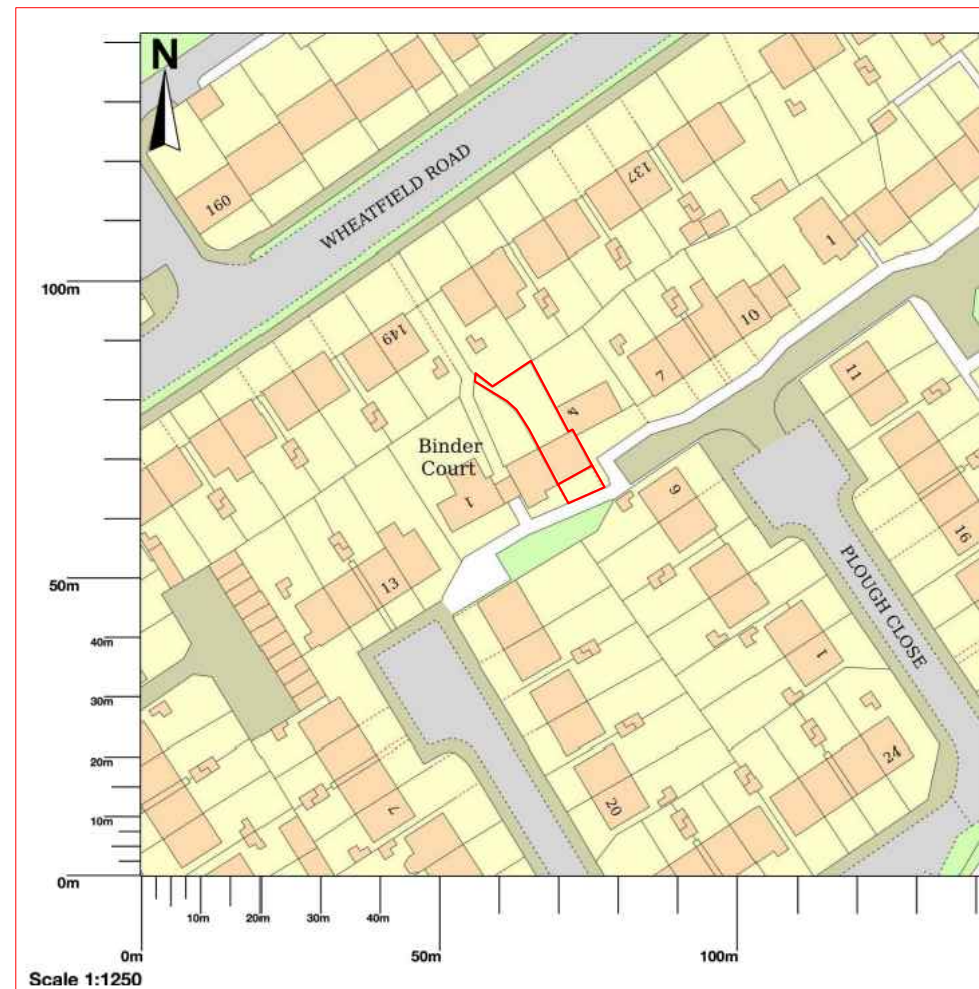 N
160
WHEATFIELD ROAD
137
1
100m
149
10
7
11
4
Binder
Court
1
9
16
13
50m
PLOUGH CLOSE
40m
1
30m
24
20m
20
7
10m
0m
10m
20m
30m
40m
0m
50m
100m
Scale 1:1250